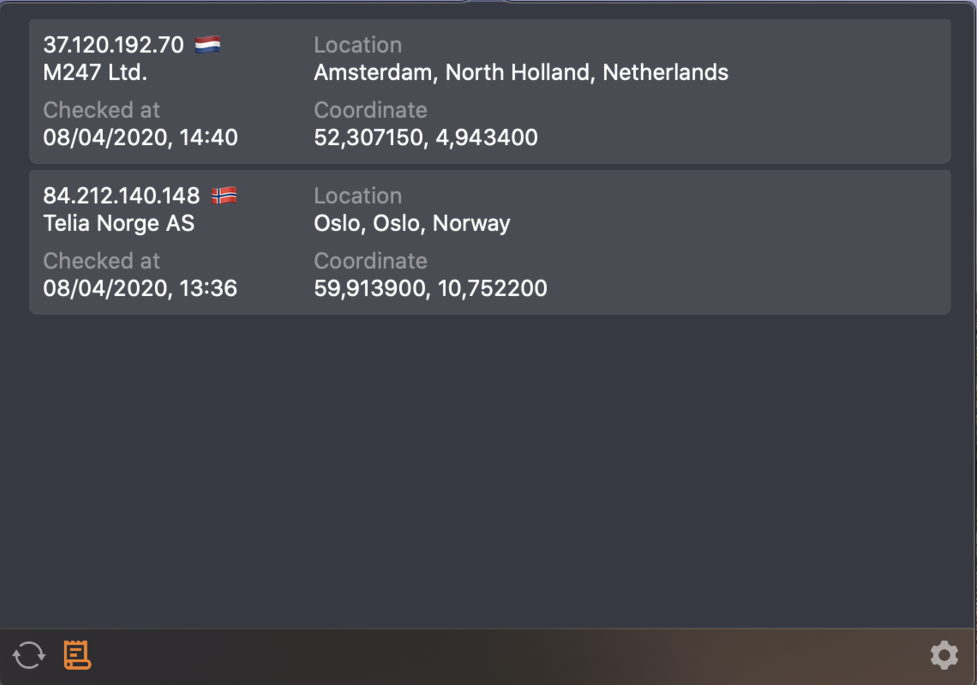 37.120.192.70 🇳🇱
M247 Ltd.
Location
Amsterdam, North Holland, Netherlands
Checked at
08/04/2020, 14:40
Coordinate
52,307150, 4,943400
84.212.140.148 🇳🇴
Telia Norge AS
Location
Oslo, Oslo, Norway
Checked at
08/04/2020, 13:36
Coordinate
59,913900, 10,752200